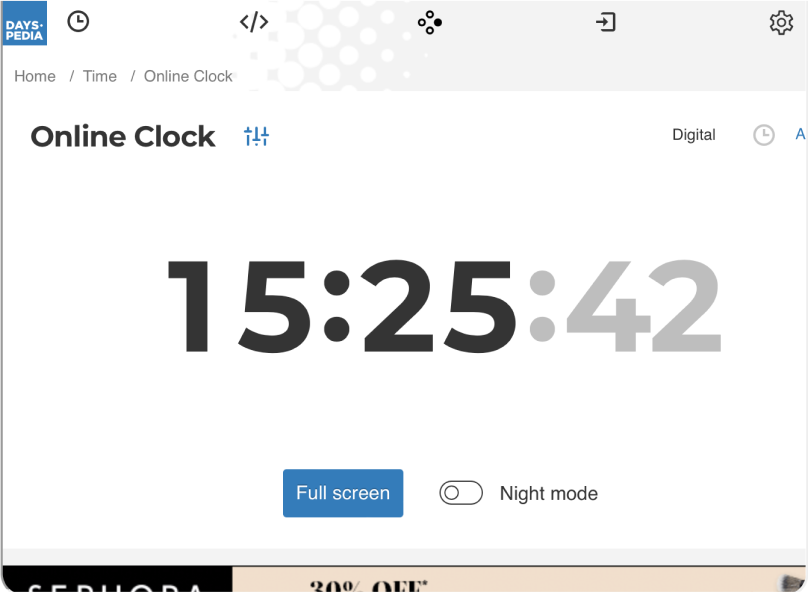 DAYS•
PEDIA
</>
Home / Time / Online Clock
Online Clock
Digital
A
15:25:42
Full screen
Night mode
SEPHORA
30% OFF*